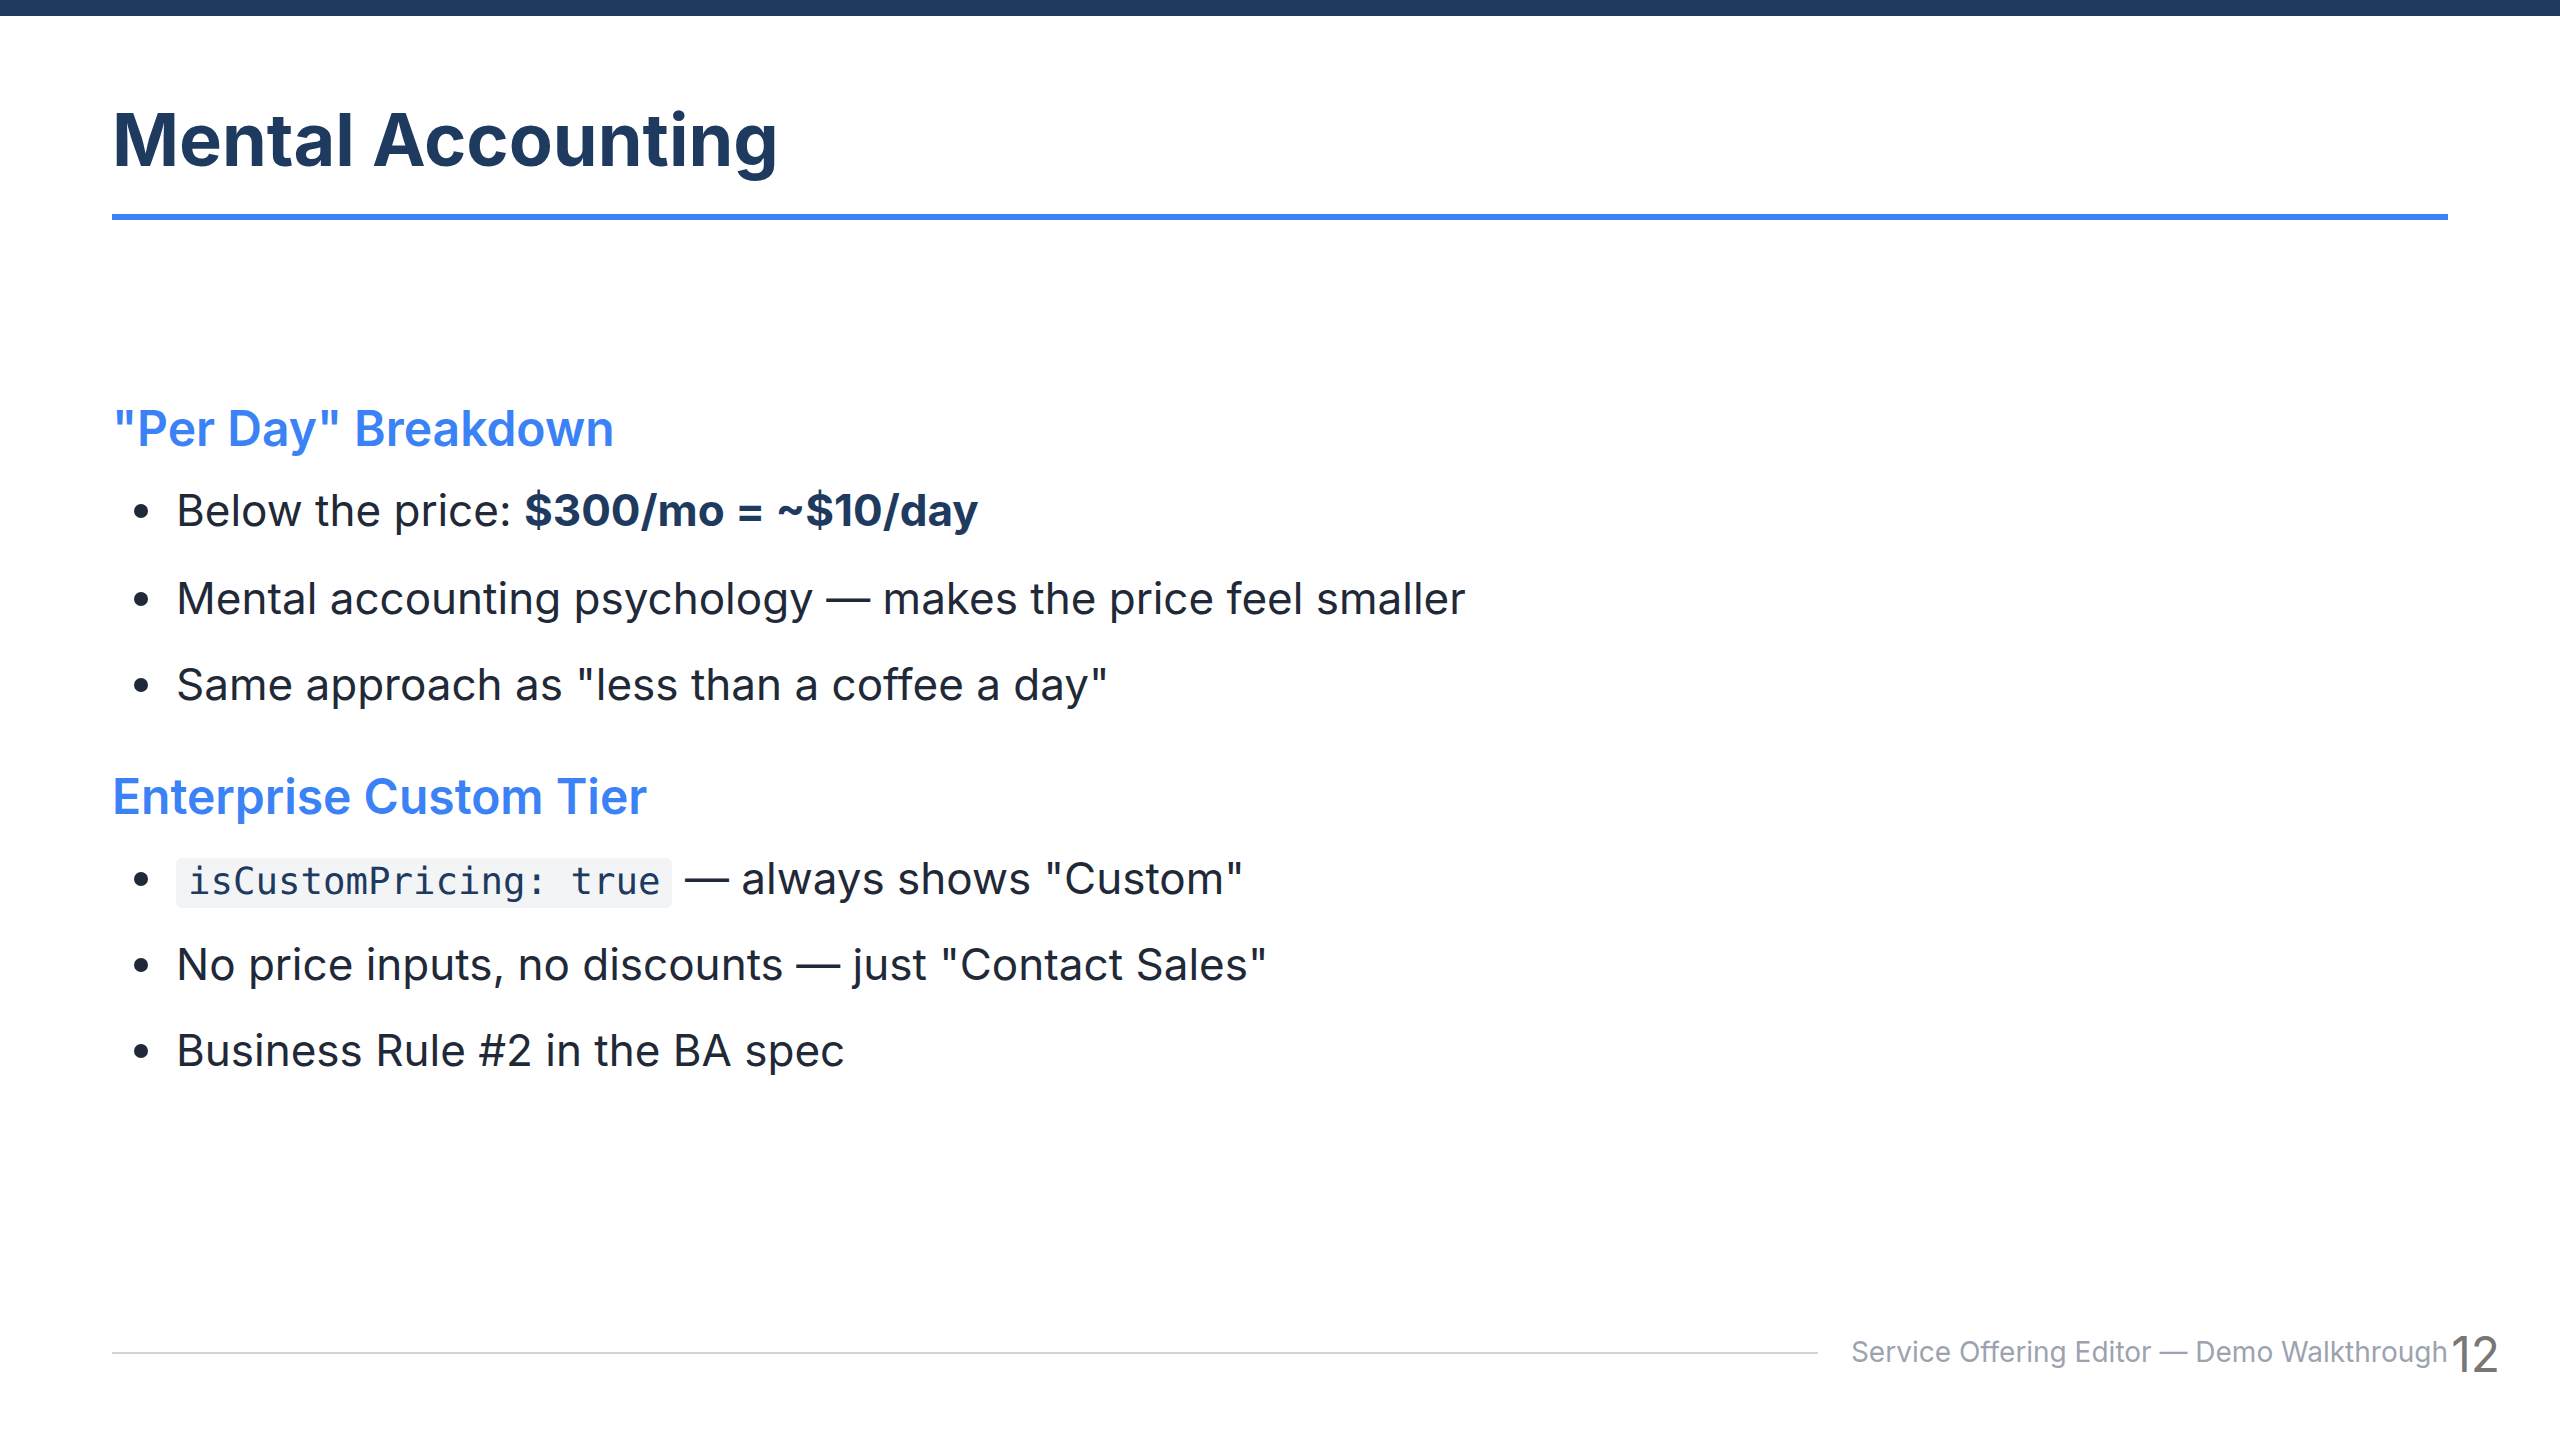 Mental Accounting
"Per Day" Breakdown
• Below the price: $300/mo = ~$10/day
• Mental accounting psychology — makes the price feel smaller
• Same approach as "less than a coffee a day"
Enterprise Custom Tier
• isCustomPricing: true — always shows "Custom"
• No price inputs, no discounts — just "Contact Sales"
• Business Rule #2 in the BA spec
Service Offering Editor — Demo Walkthrough 12